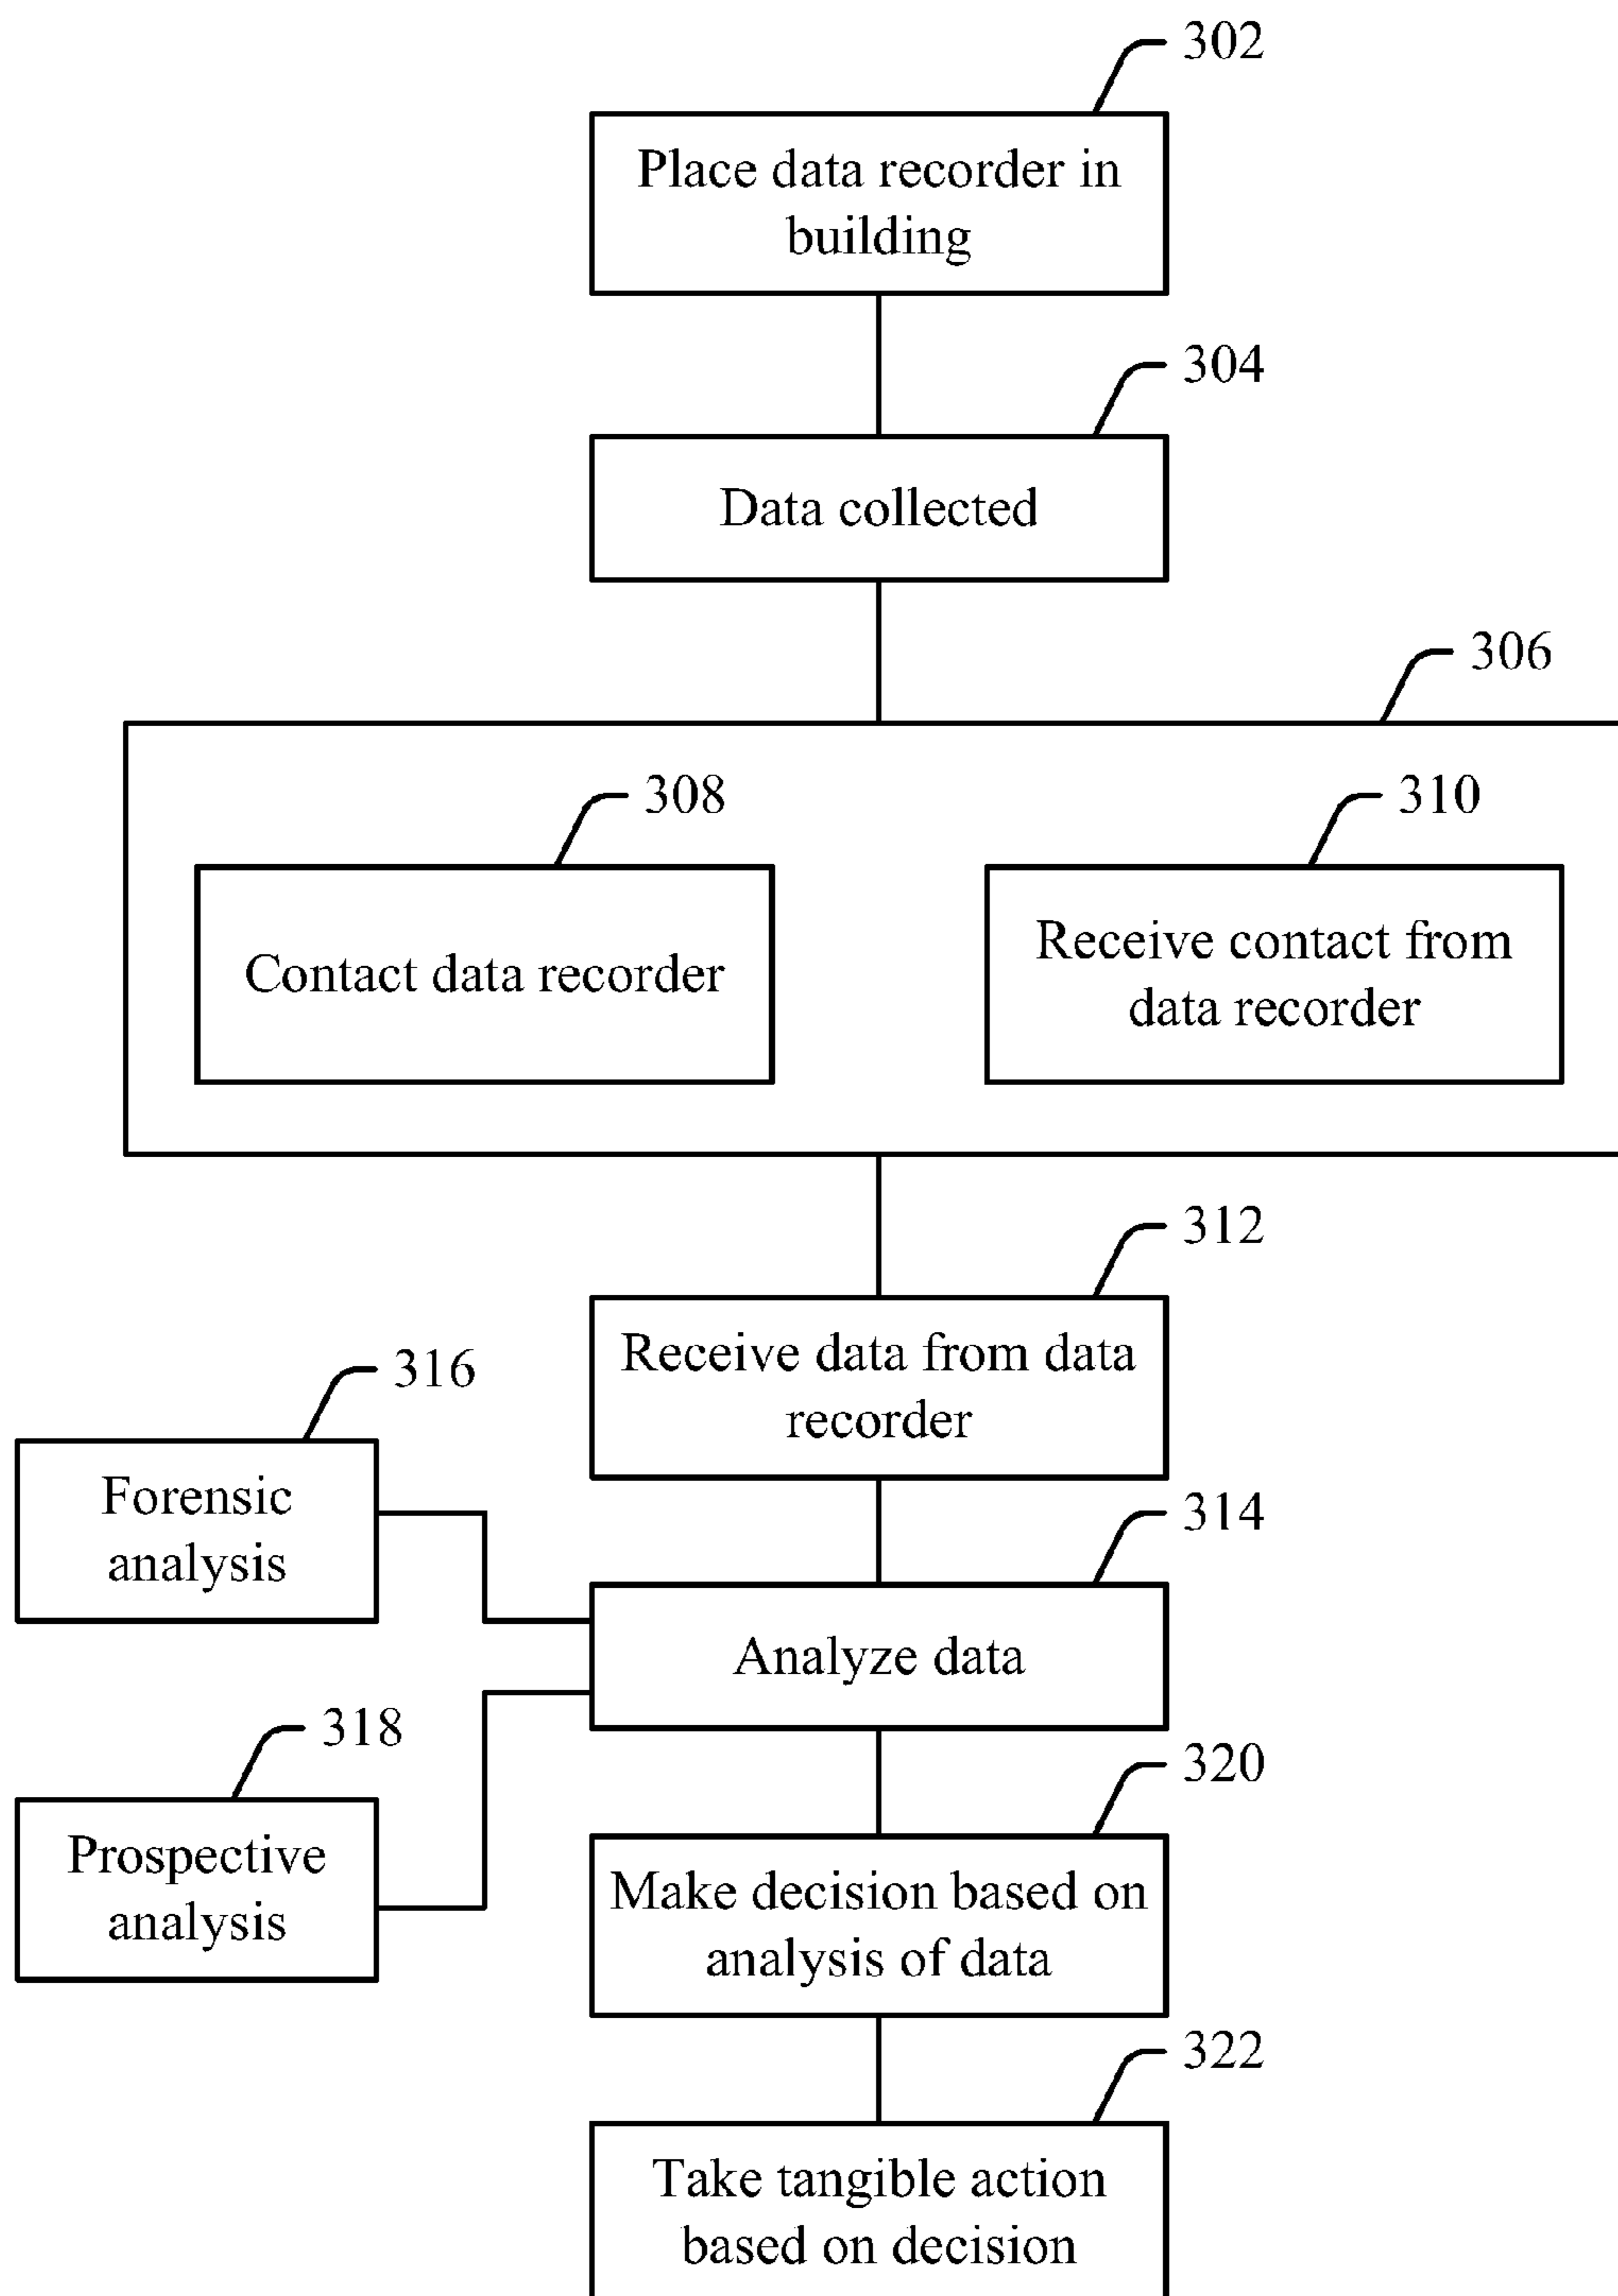 302
Place data recorder in
building
304
Data collected
306
308
Contact data recorder
310
Receive contact from
data recorder
312
Receive data from data
recorder
316
Forensic
analysis
314
Analyze data
318
Prospective
analysis
320
Make decision based on
analysis of data
322
Take tangible action
based on decision